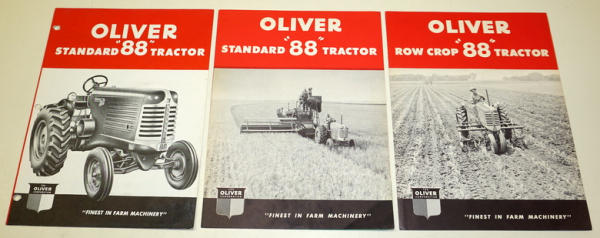 OLIVER
STANDARD "88" TRACTOR
OLIVER
"FINEST IN FARM MACHINERY"
OLIVER
STANDARD "88" TRACTOR
OLIVER
"FINEST IN FARM MACHINERY"
OLIVER
ROW CROP "88" TRACTOR
OLIVER
"FINEST IN FARM MACHINERY"